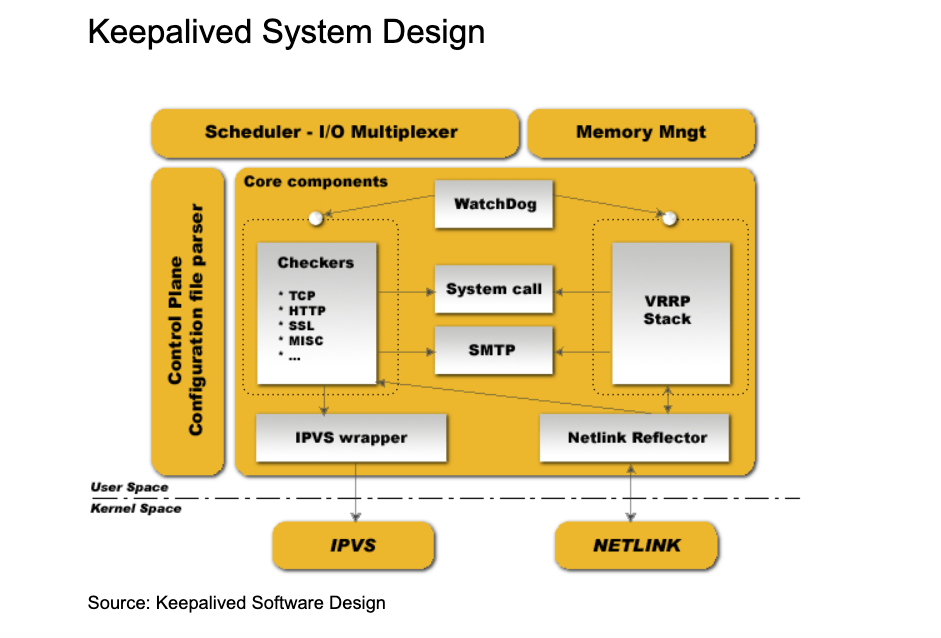 Keepalived System Design
Scheduler - I/O Multiplexer
Memory Mngt
Control Plane
Configuration file parser
Core components
WatchDog
Checkers
* TCP
* HTTP
* SSL
* MISC
* ...
System call
SMTP
VRRP
Stack
IPVS wrapper
Netlink Reflector
User Space
Kernel Space
IPVS
NETLINK
Source: Keepalived Software Design